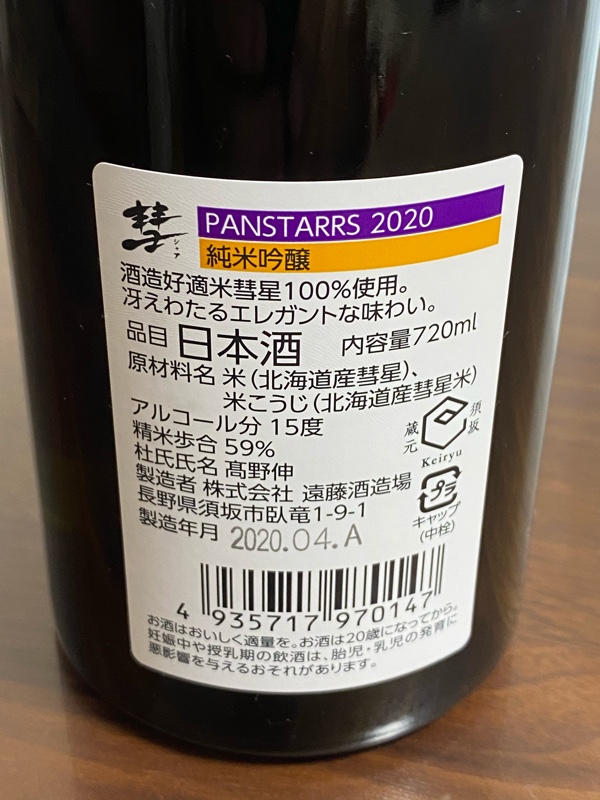 彗
シャア
PANSTARRS 2020
純米吟醸
酒造好適米彗星100%使用。
冴えわたるエレガントな味わい。
品目 日本酒 内容量720ml
原材料名 米(北海道産彗星)、
米こうじ(北海道産彗星米)
アルコール分 15度
精米歩合 59%
杜氏氏名 髙野伸
製造者 株式会社 遠藤酒造場
長野県須坂市臥竜1-9-1
製造年月 2020.04.A
須坂
蔵元
Keiryu
プラ
キャップ
(中栓)
4 935717 970147
お酒はおいしく適量を。お酒は20歳になってから。
妊娠中や授乳期の飲酒は、胎児・乳児の発育に
悪影響を与えるおそれがあります。